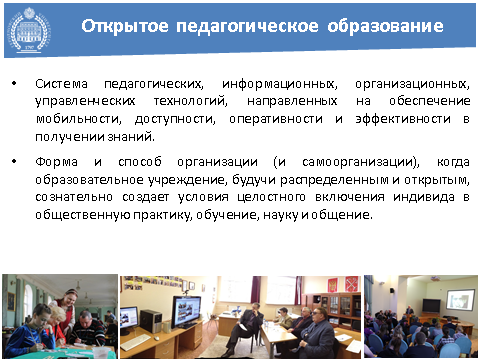 Открытое педагогическое образование
• Система педагогических, информационных, организационных,
управленческих технологий, направленных на обеспечение
мобильности, доступности, оперативности и эффективности в
получении знаний.
• Форма и способ организации (и самоорганизации), когда
образовательное учреждение, будучи распределенным и открытым,
сознательно создает условия целостного включения индивида в
общественную практику, обучение, науку и общение.